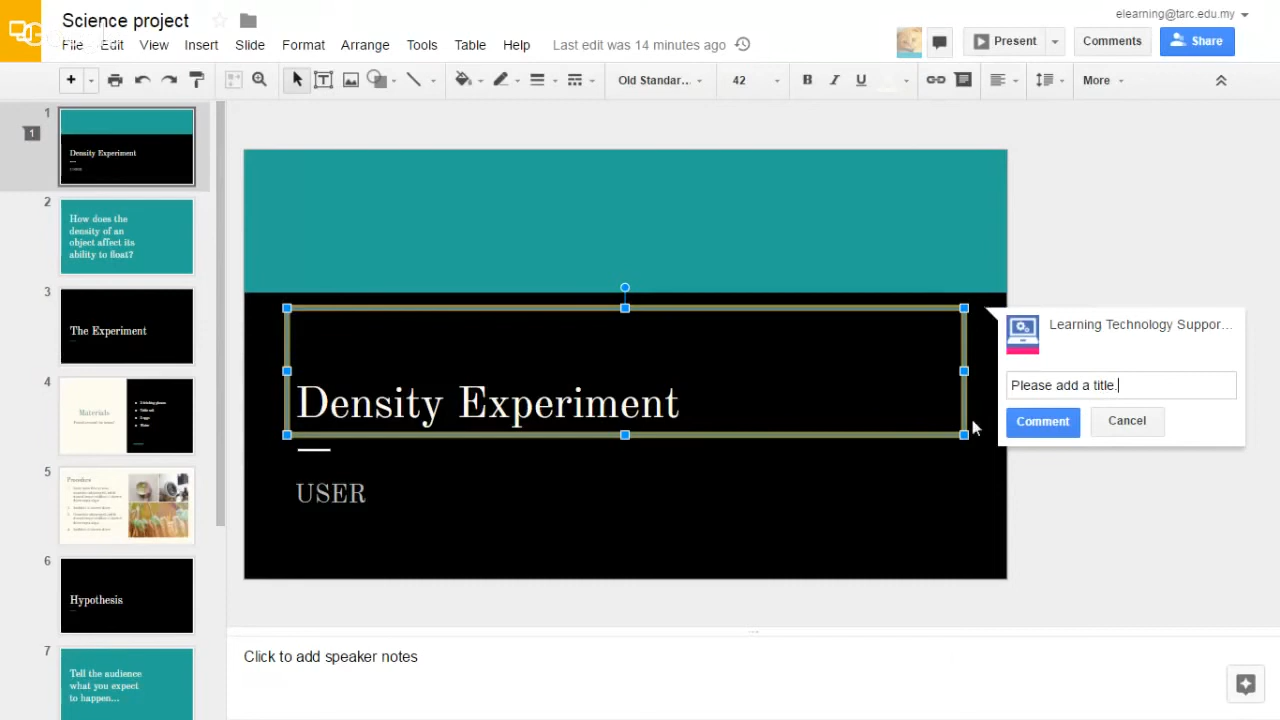 Science project
elearning@tarc.edu.my
File Edit View Insert Slide Format Arrange Tools Table Help Last edit was 14 minutes ago
Present Comments Share
Old Standar... 42 B I U More
1
1
Density Experiment
USER
2
How does the
density of an
object affect its
ability to float?
3
The Experiment
4
Materials
5
Procedure
6
Hypothesis
7
Tell the audience
what you expect
to happen...
Density Experiment
USER
Learning Technology Suppor...
Please add a title.
Comment Cancel
Click to add speaker notes